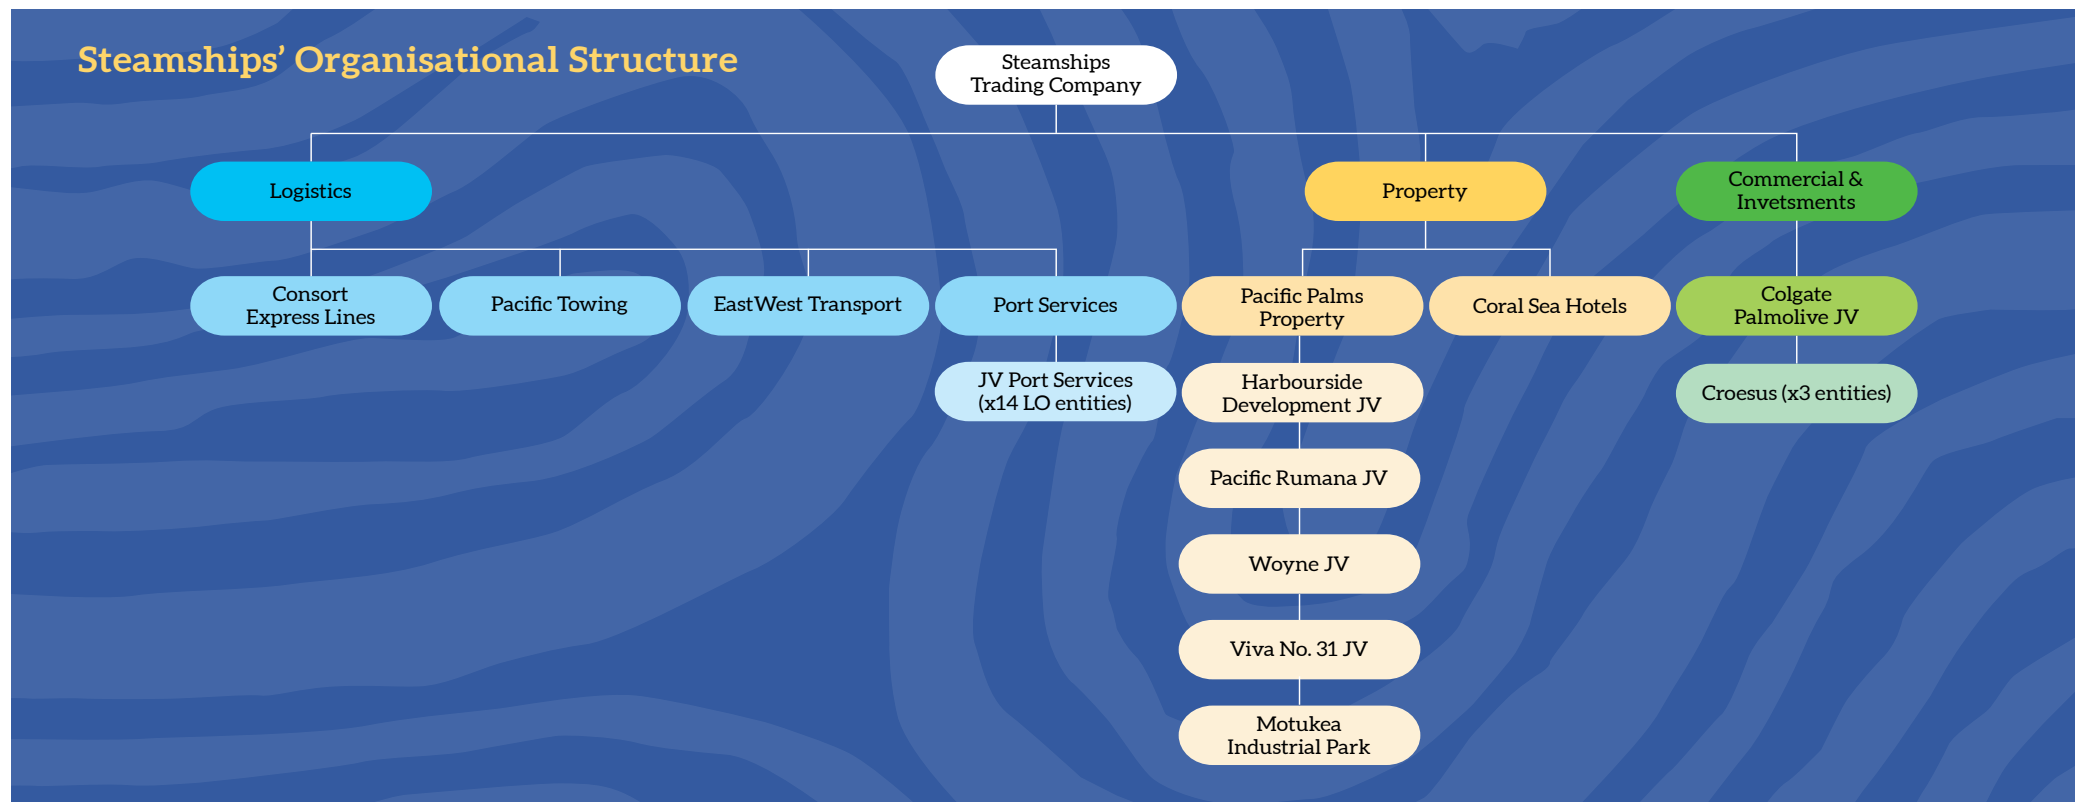 Steamships’ Organisational Structure
Steamships
Trading Company
Logistics
Property
Commercial &
Invetsments
Consort
Express Lines
Pacific Towing
EastWest Transport
Port Services
Pacific Palms
Property
Coral Sea Hotels
Colgate
Palmolive JV
JV Port Services
(x14 LO entities)
Harbourside
Development JV
Croesus (x3 entities)
Pacific Rumana JV
Woyne JV
Viva No. 31 JV
Motukea
Industrial Park